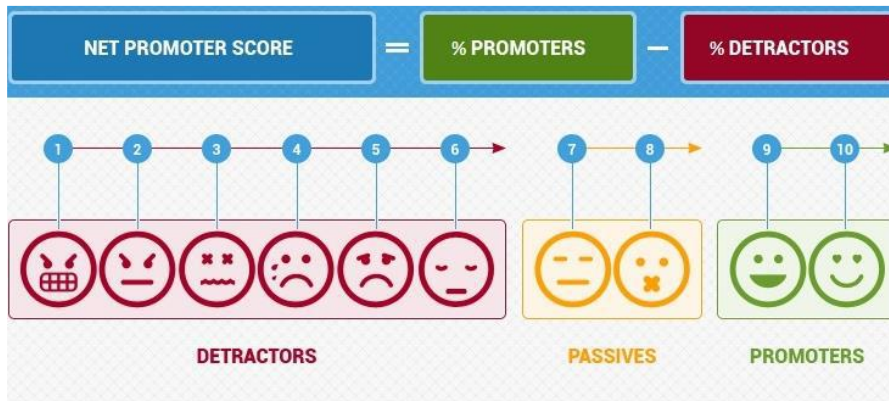 NET PROMOTER SCORE = % PROMOTERS – % DETRACTORS
1 2 3 4 5 6 7 8 9 10
DETRACTORS PASSIVES PROMOTERS